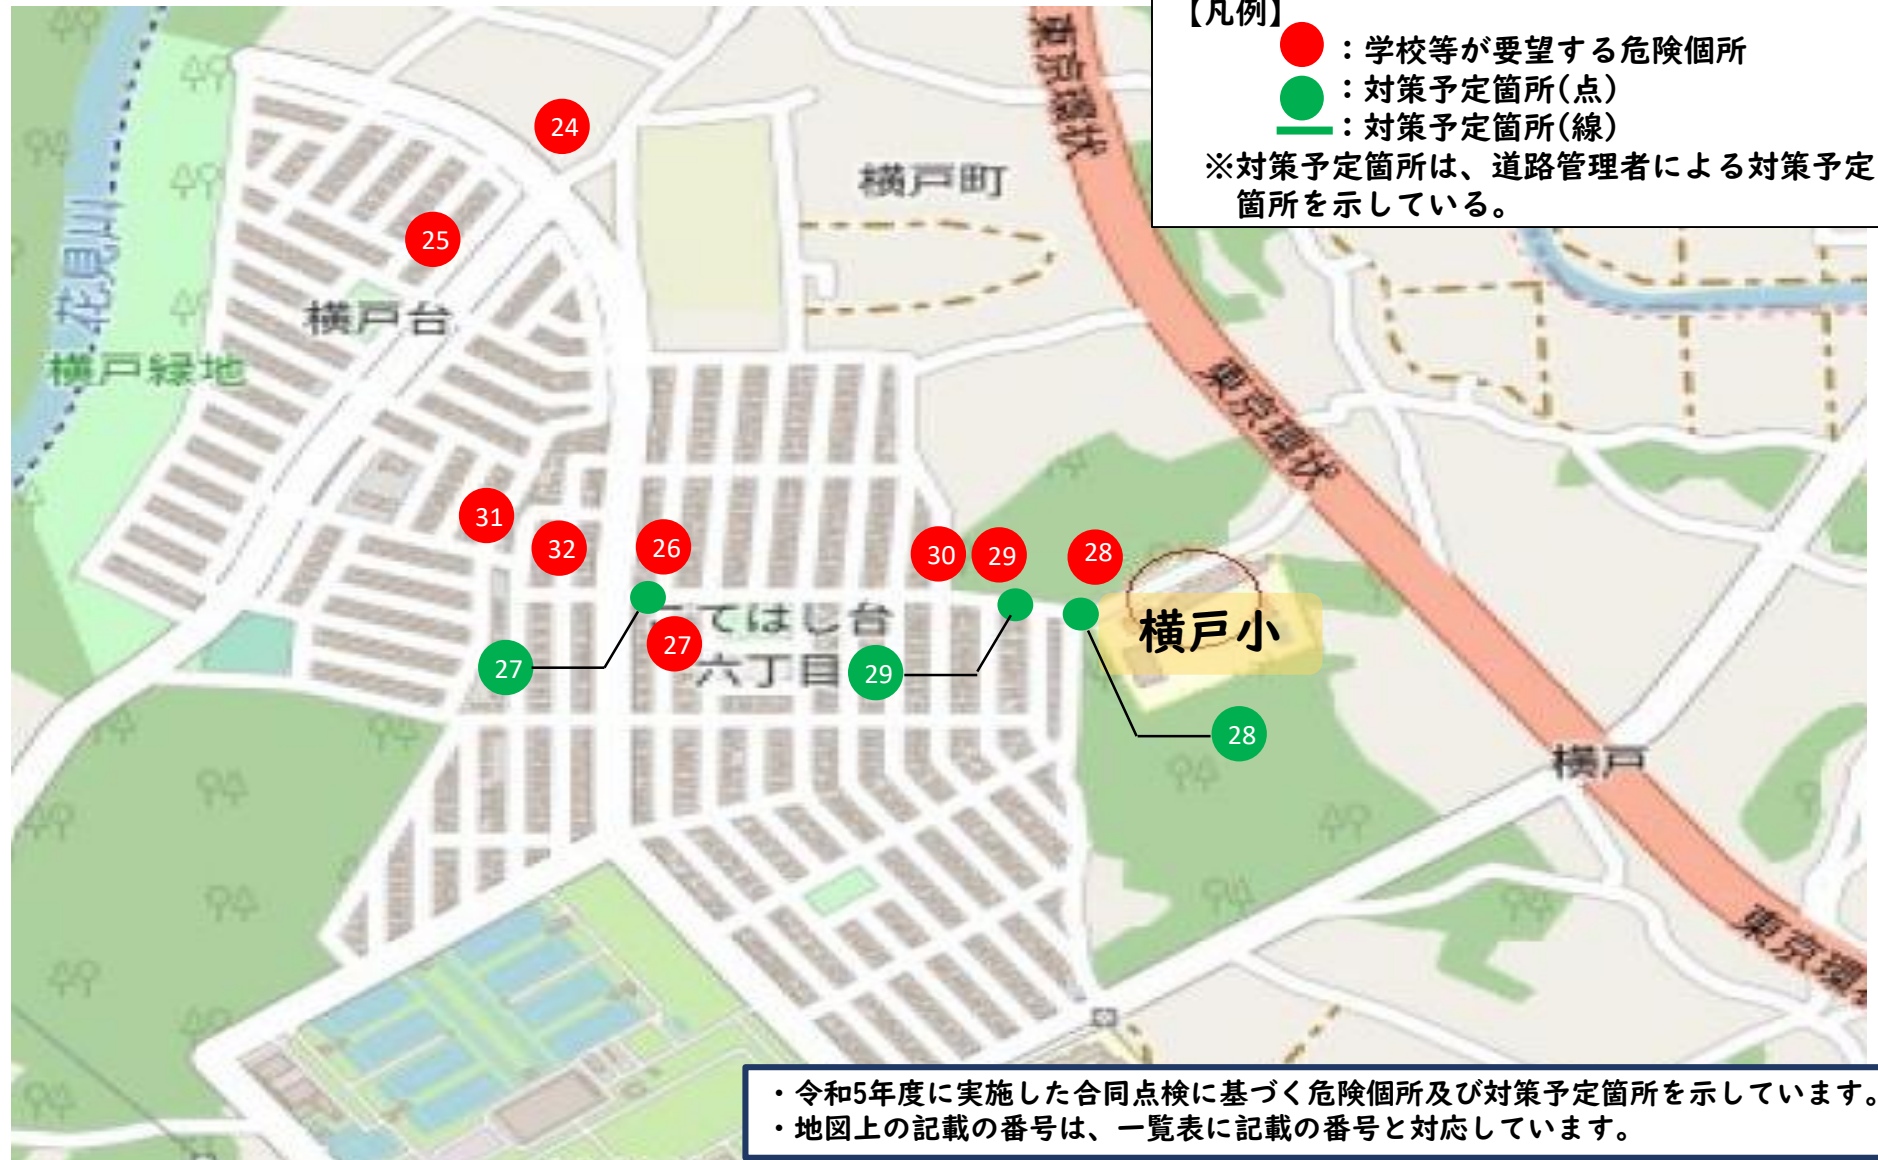 【凡例】
：学校等が要望する危険個所
：対策予定箇所(点)
：対策予定箇所(線)
※対策予定箇所は、道路管理者による対策予定
箇所を示している。
東京環状
24
横戸町
25
花見川
横戸台
横戸緑地
東京環状
31
32
26
30
29
28
こてはし台
横戸小
27
27
六丁目
29
28
横戸
東京環状
・令和5年度に実施した合同点検に基づく危険個所及び対策予定箇所を示しています。
・地図上の記載の番号は、一覧表に記載の番号と対応しています。